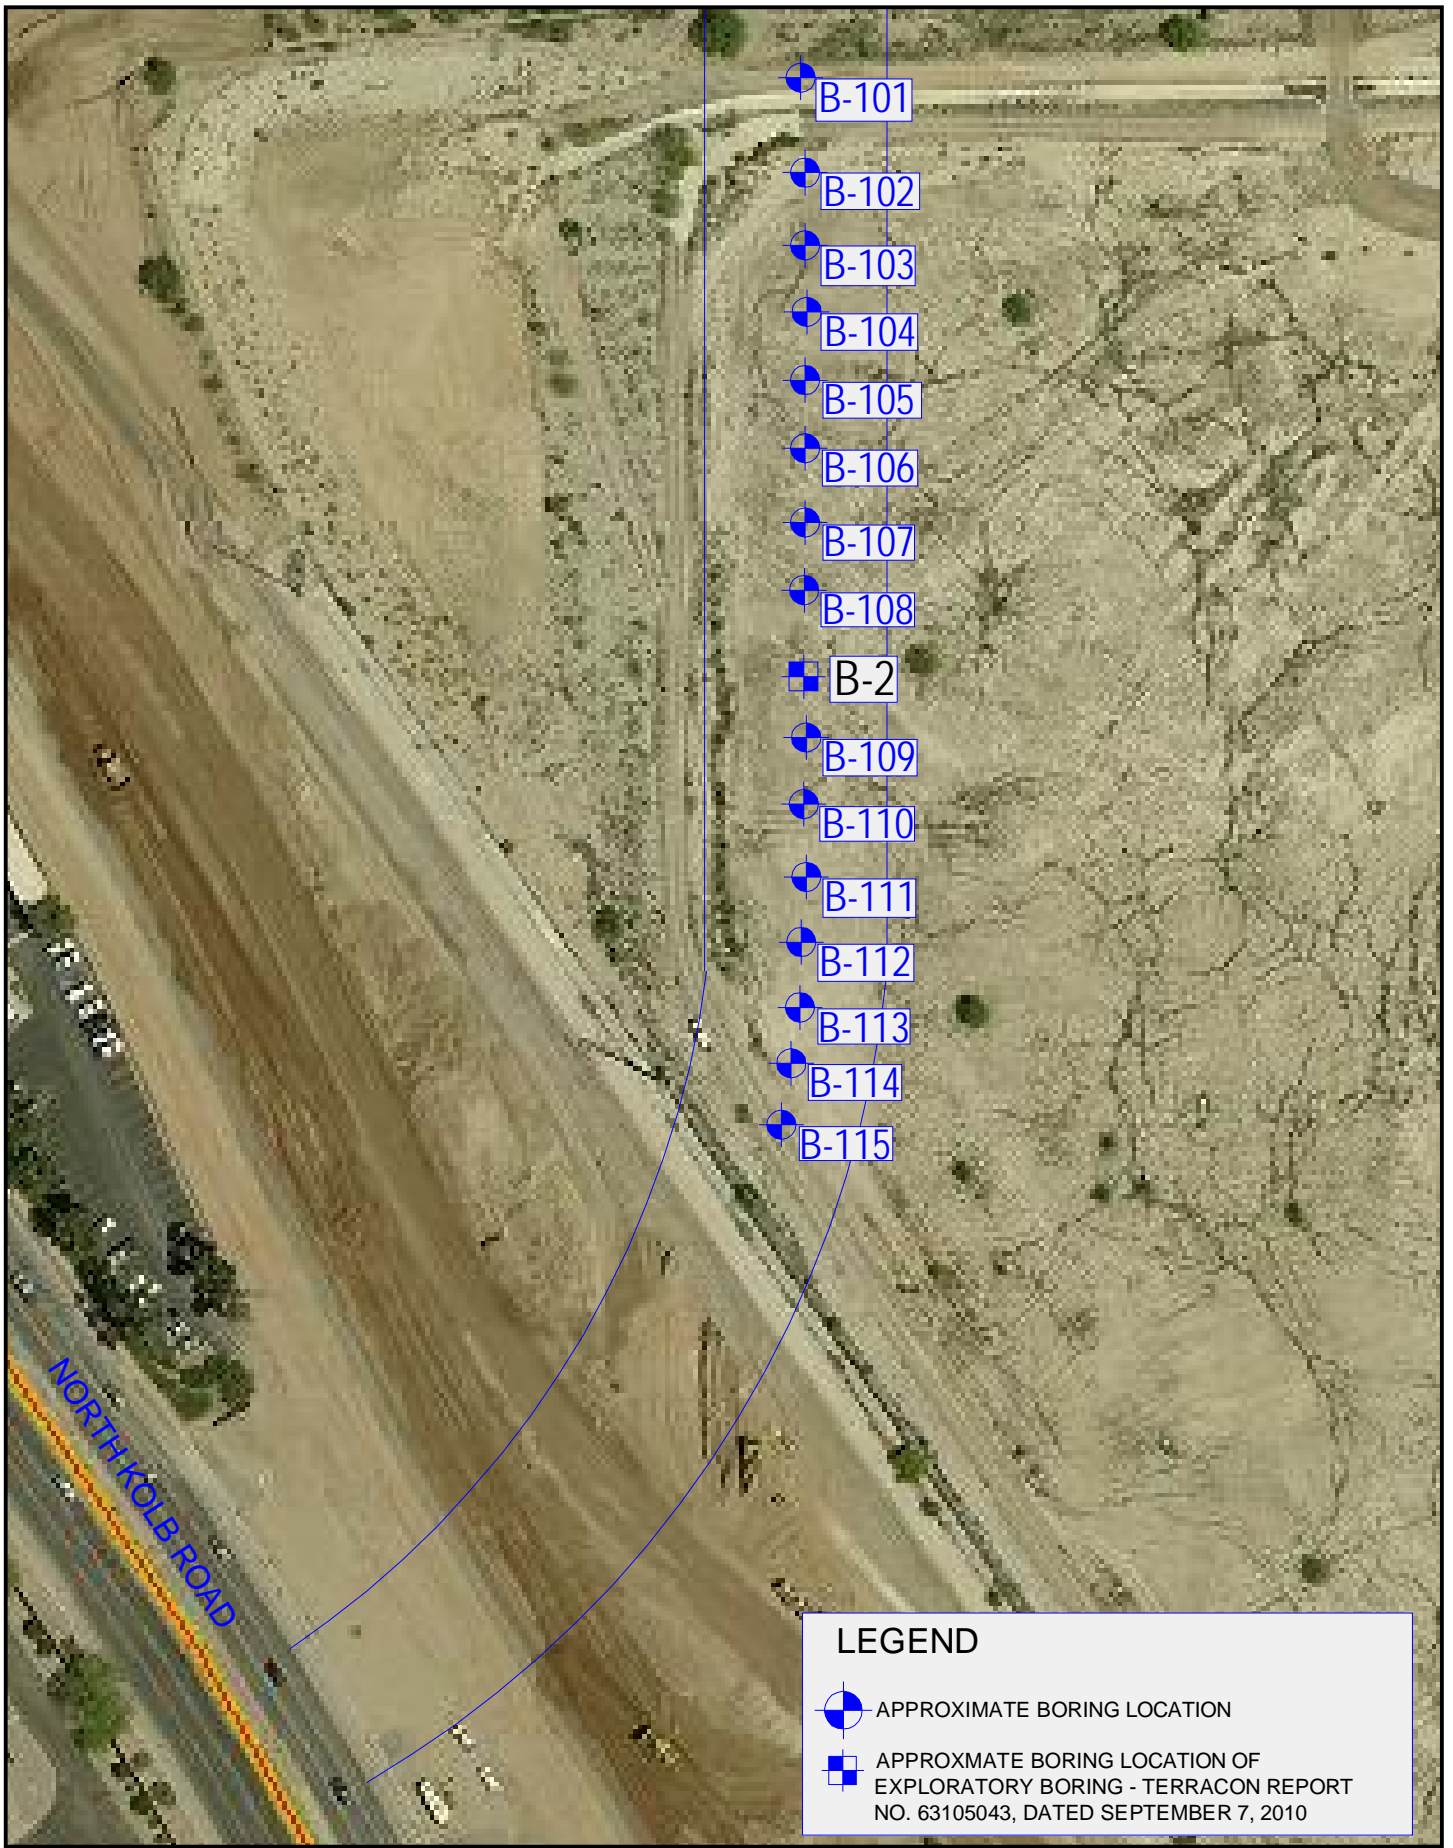 B-101
B-102
B-103
B-104
B-105
B-106
B-107
B-108
B-2
B-109
B-110
B-111
B-112
B-113
B-114
B-115
NORTH KOLB ROAD
LEGEND
APPROXIMATE BORING LOCATION
APPROXMATE BORING LOCATION OF
EXPLORATORY BORING - TERRACON REPORT
NO. 63105043, DATED SEPTEMBER 7, 2010